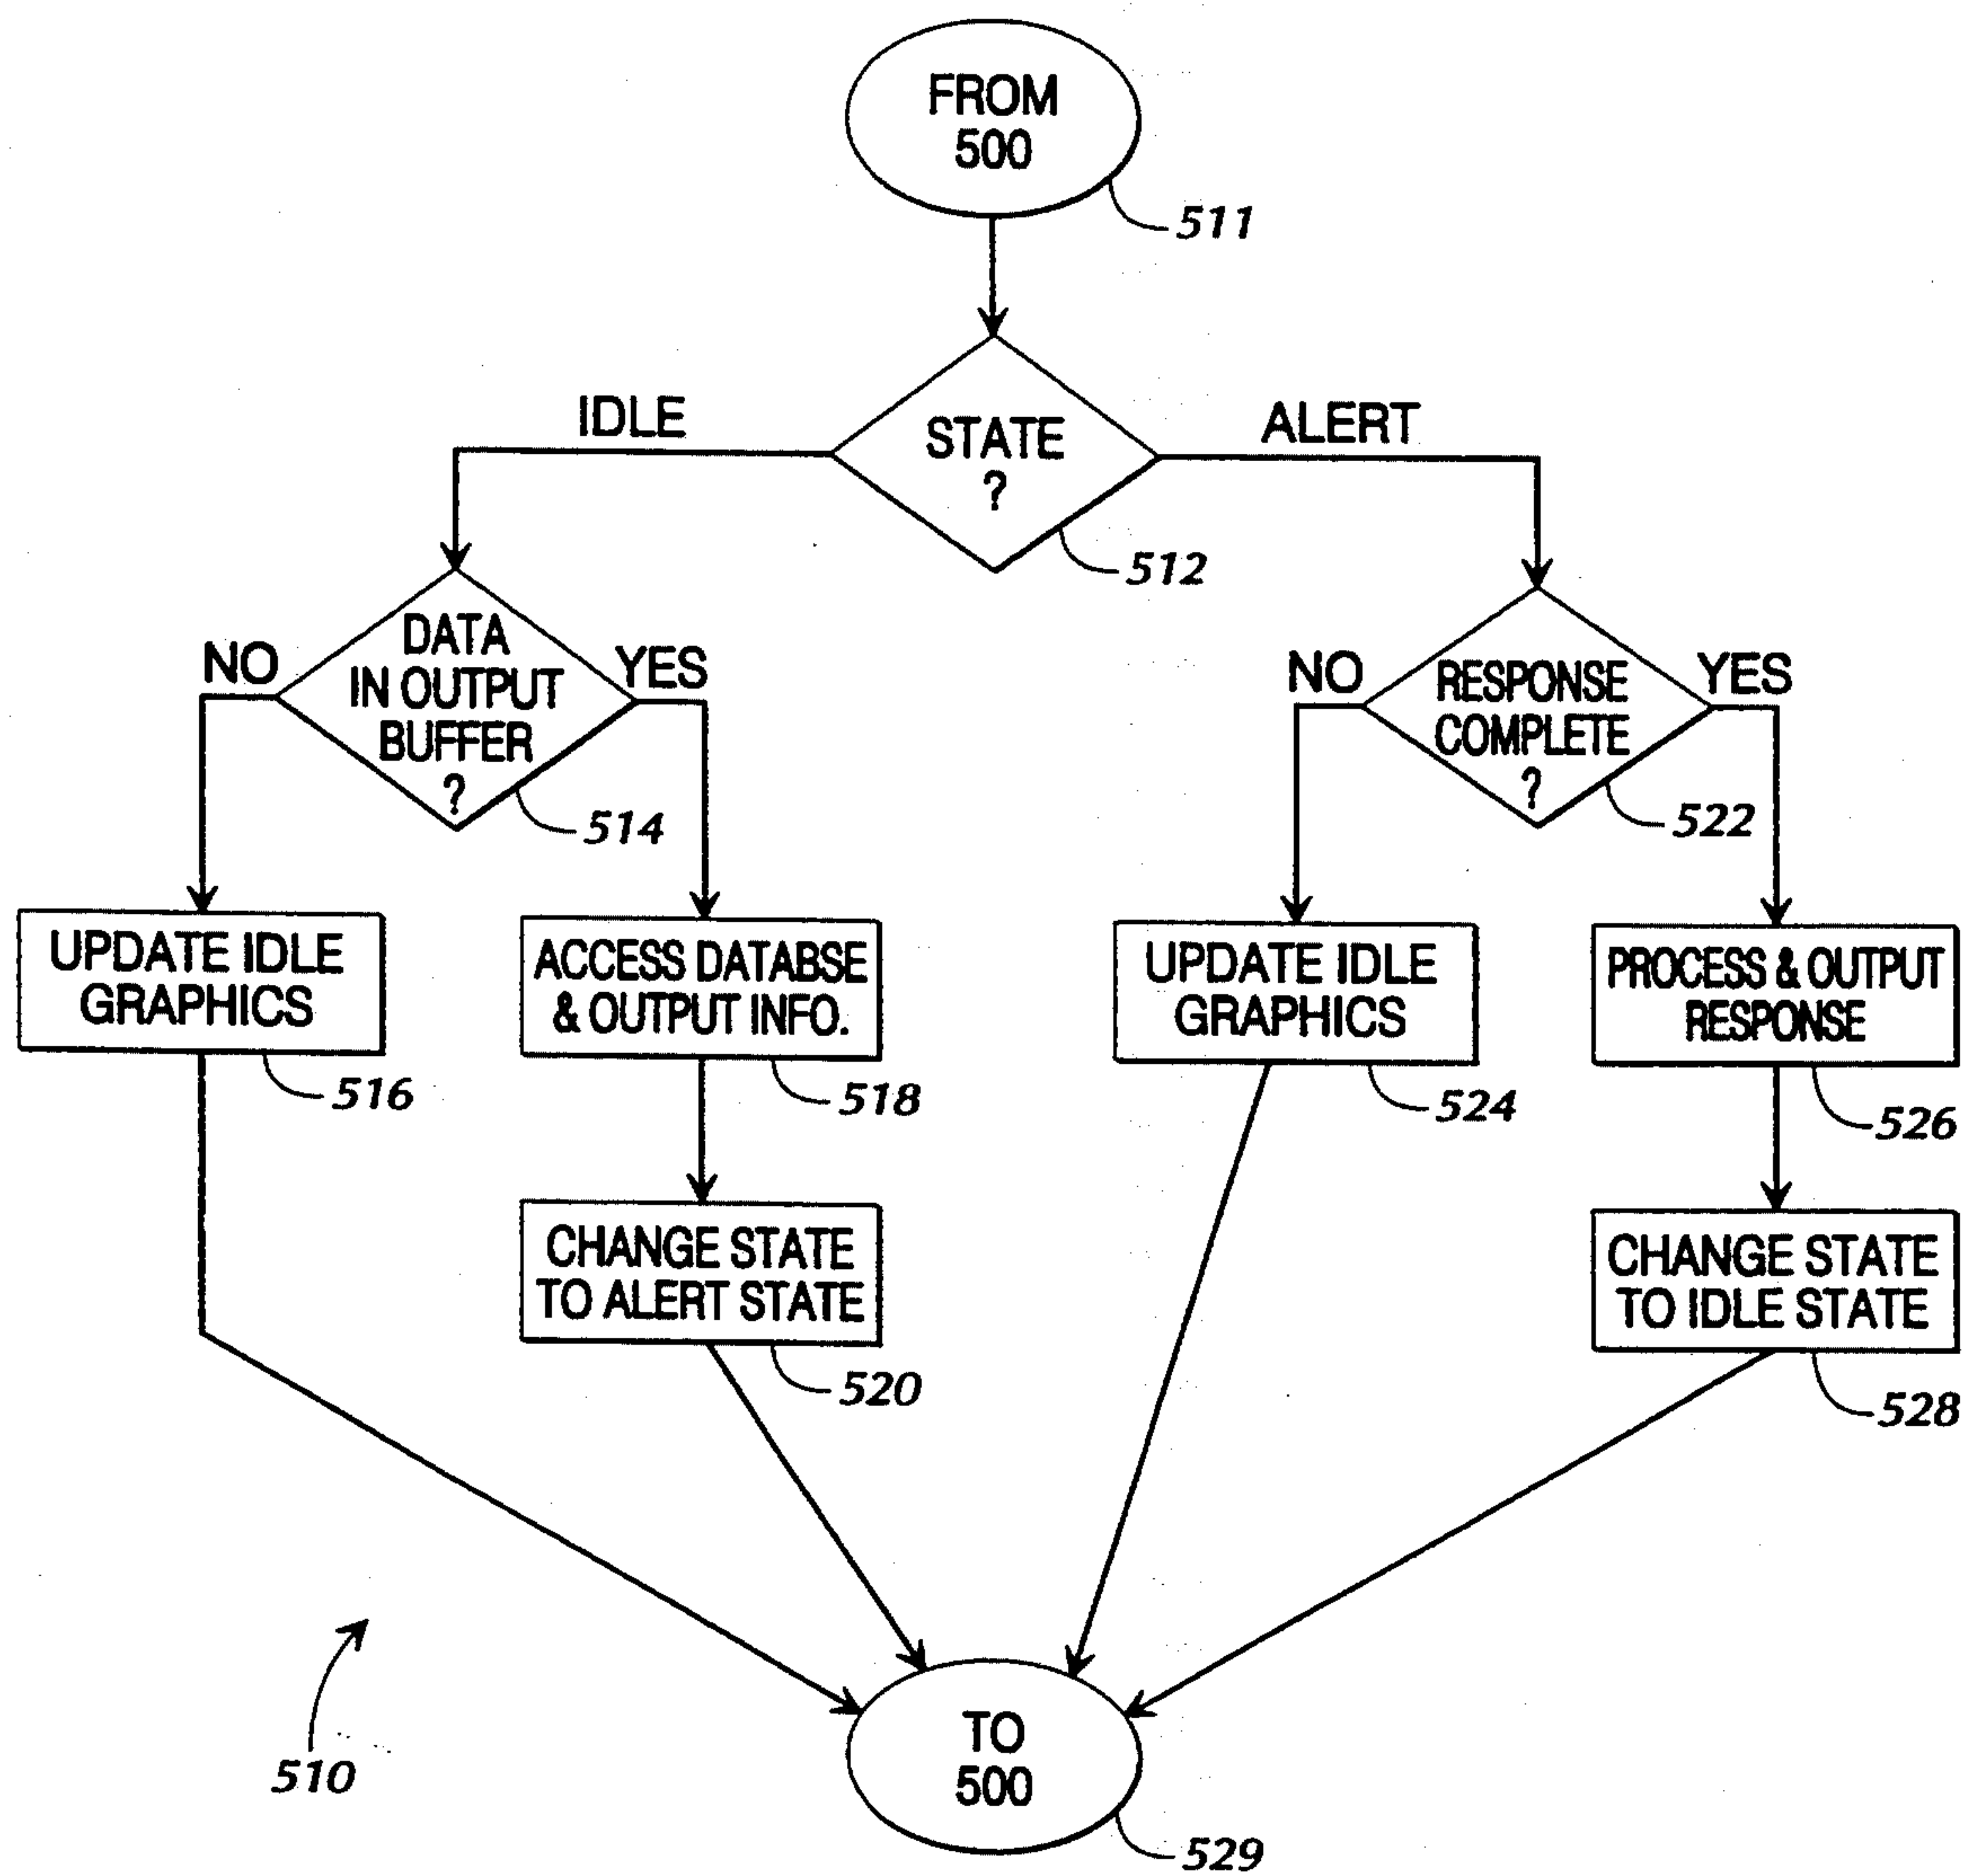 FROM
500
511
IDLE
ALERT
STATE
?
512
NO
DATA
IN OUTPUT
BUFFER
?
YES
514
NO
RESPONSE
COMPLETE
?
YES
522
UPDATE IDLE
GRAPHICS
516
ACCESS DATABSE
& OUTPUT INFO.
518
UPDATE IDLE
GRAPHICS
524
PROCESS & OUTPUT
RESPONSE
526
CHANGE STATE
TO ALERT STATE
520
CHANGE STATE
TO IDLE STATE
528
510
TO
500
529